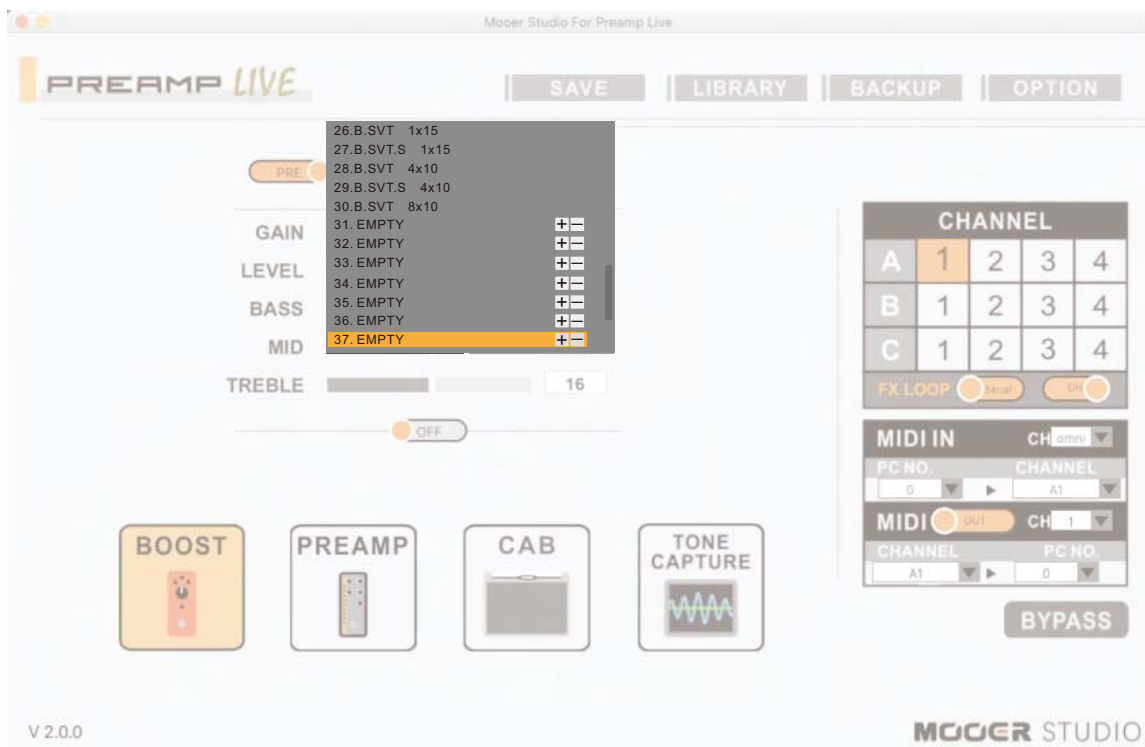 Mooer Studio For Preamp Live
PREAMP LIVE
SAVE
LIBRARY
BACKUP
OPTION
26.B.SVT 1x15
27.B.SVT.S 1x15
28.B.SVT 4x10
29.B.SVT.S 4x10
30.B.SVT 8x10
31. EMPTY + −
32. EMPTY + −
33. EMPTY + −
34. EMPTY + −
35. EMPTY + −
36. EMPTY + −
37. EMPTY + −
PRE
GAIN
LEVEL
BASS
MID
TREBLE 16
OFF
CHANNEL
A 1 2 3 4
B 1 2 3 4
C 1 2 3 4
FX LOOP Serial ON
MIDI IN CH omni
PC NO. CHANNEL
0 A1
MIDI OUT CH 1
CHANNEL PC NO.
A1 0
BYPASS
BOOST
PREAMP
CAB
TONE
CAPTURE
V 2.0.0
MOOER STUDIO